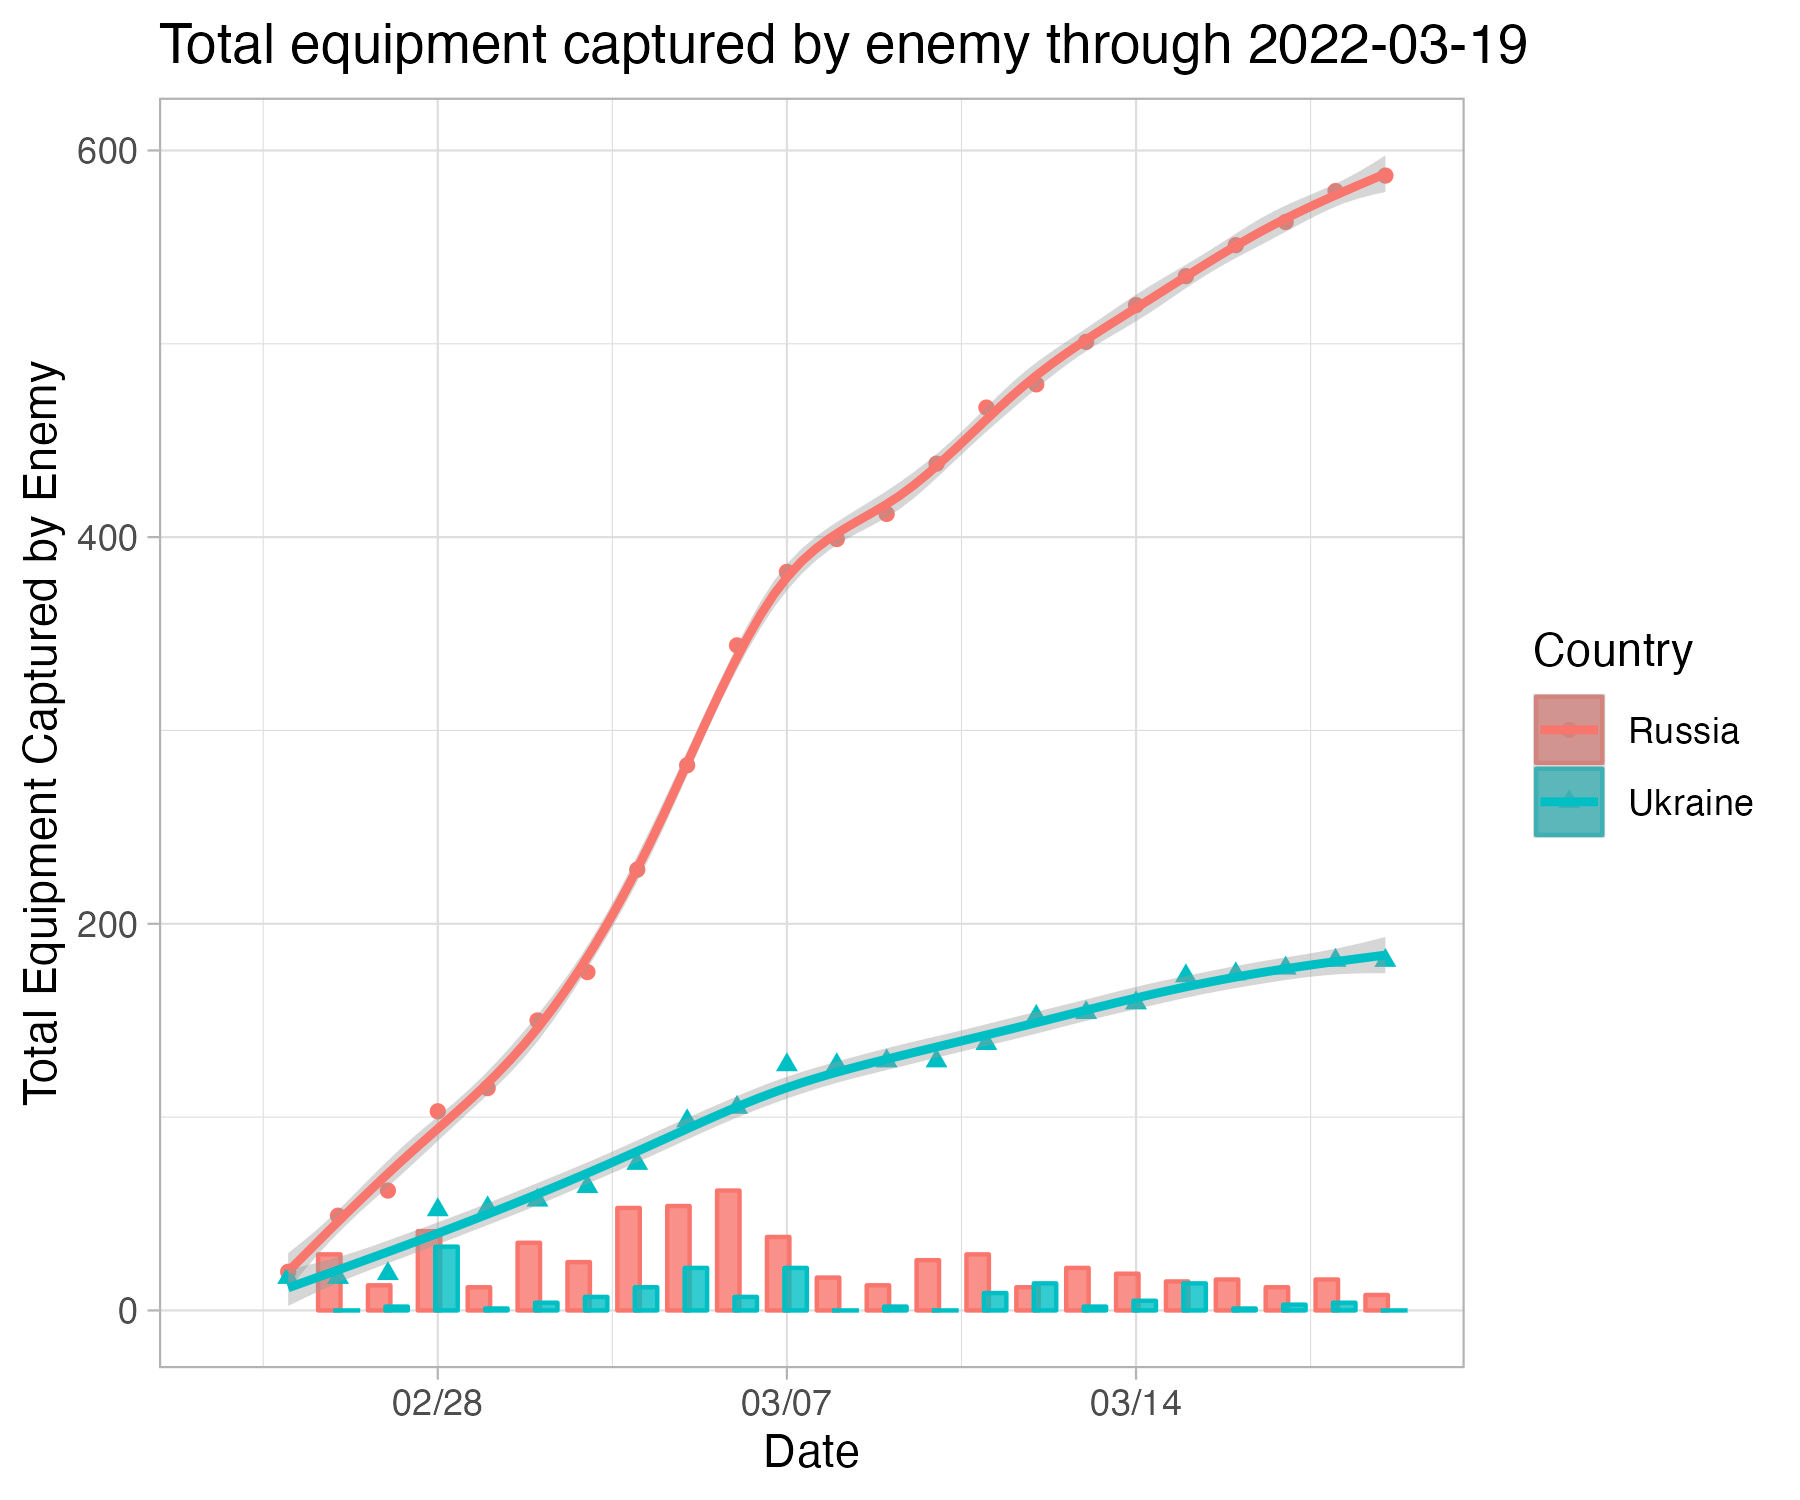 Total equipment captured by enemy through 2022-03-19
Total Equipment Captured by Enemy
600
400
200
0
02/28
03/07
03/14
Date
Country
Russia
Ukraine